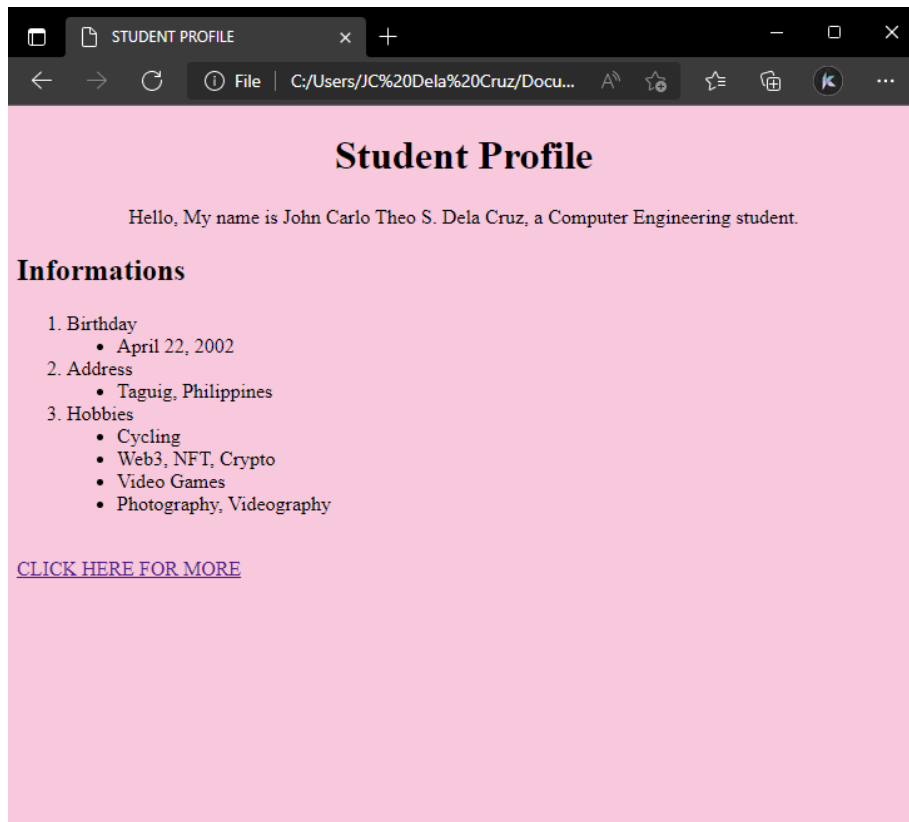 STUDENT PROFILE
File C:/Users/JC%20Dela%20Cruz/Docu...
Student Profile
Hello, My name is John Carlo Theo S. Dela Cruz, a Computer Engineering student.
Informations
1. Birthday
• April 22, 2002
2. Address
• Taguig, Philippines
3. Hobbies
• Cycling
• Web3, NFT, Crypto
• Video Games
• Photography, Videography
CLICK HERE FOR MORE